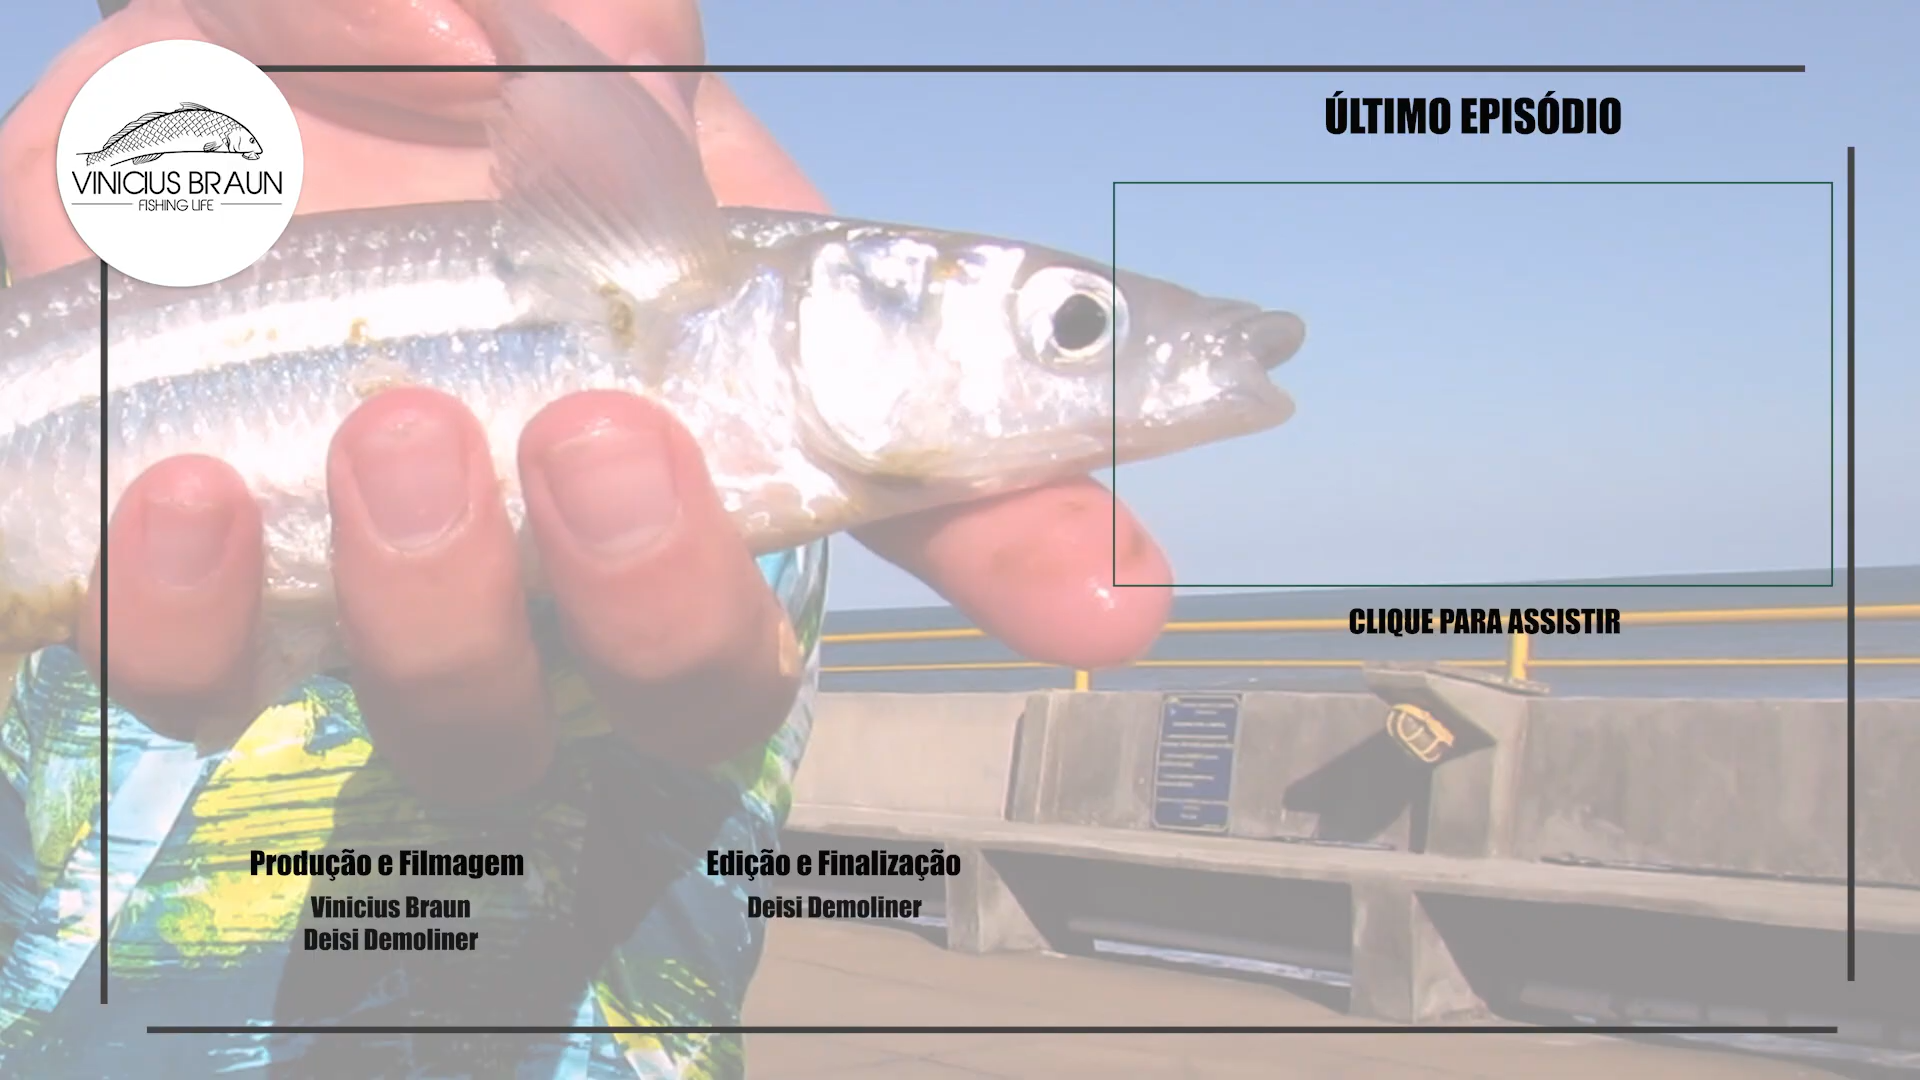 VINICIUS BRAUN
FISHING LIFE
ÚLTIMO EPISÓDIO
CLIQUE PARA ASSISTIR
Produção e Filmagem
Vinicius Braun
Deisi Demoliner
Edição e Finalização
Deisi Demoliner